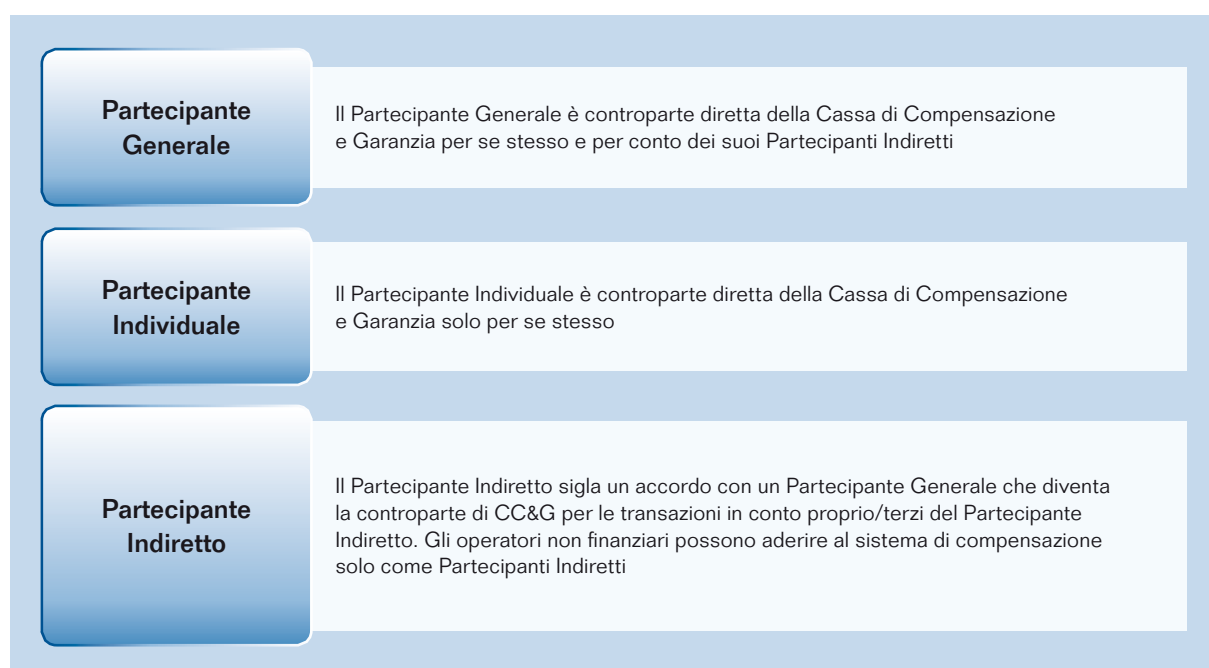 Partecipante
Generale
Il Partecipante Generale è controparte diretta della Cassa di Compensazione
e Garanzia per se stesso e per conto dei suoi Partecipanti Indiretti
Partecipante
Individuale
Il Partecipante Individuale è controparte diretta della Cassa di Compensazione
e Garanzia solo per se stesso
Partecipante
Indiretto
Il Partecipante Indiretto sigla un accordo con un Partecipante Generale che diventa
la controparte di CC&G per le transazioni in conto proprio/terzi del Partecipante
Indiretto. Gli operatori non finanziari possono aderire al sistema di compensazione
solo come Partecipanti Indiretti